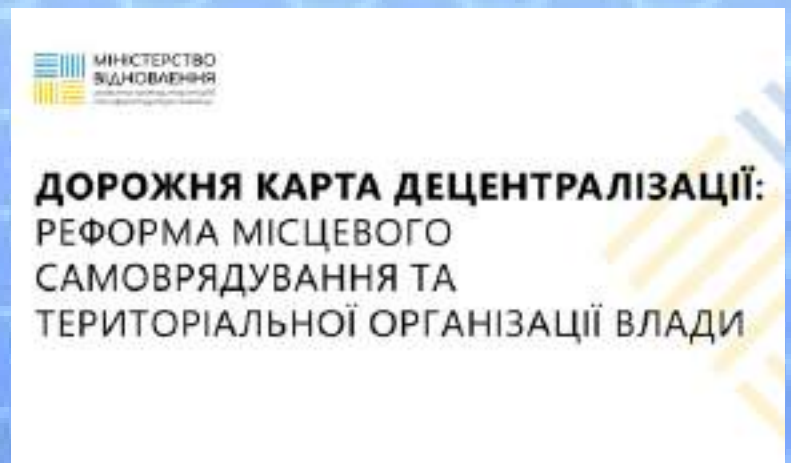 МІНІСТЕРСТВО
ВІДНОВЛЕННЯ
ДОРОЖНЯ КАРТА ДЕЦЕНТРАЛІЗАЦІЇ:
РЕФОРМА МІСЦЕВОГО
САМОВРЯДУВАННЯ ТА
ТЕРИТОРІАЛЬНОЇ ОРГАНІЗАЦІЇ ВЛАДИ